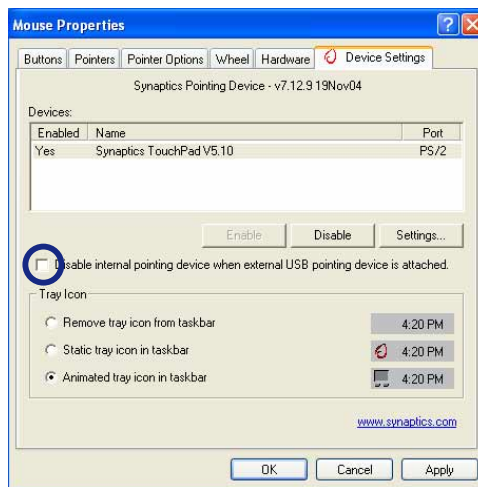 Mouse Properties
Buttons Pointers Pointer Options Wheel Hardware Device Settings
Synaptics Pointing Device - v7.12.9 19Nov04
Devices:
Enabled Name Port
Yes Synaptics TouchPad V5.10 PS/2
Enable Disable Settings...
Disable internal pointing device when external USB pointing device is attached.
Tray Icon
Remove tray icon from taskbar 4:20 PM
Static tray icon in taskbar 4:20 PM
Animated tray icon in taskbar 4:20 PM
www.synaptics.com
OK Cancel Apply